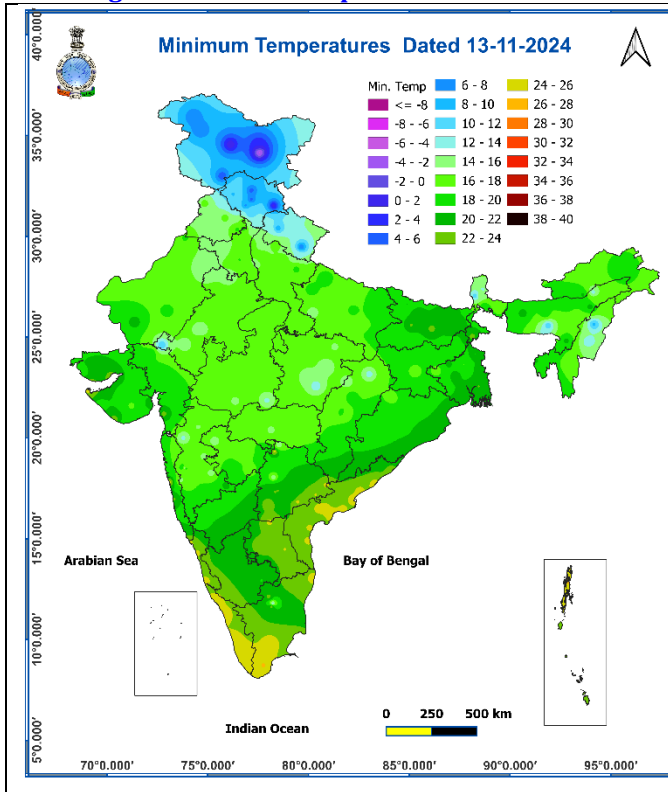 Minimum Temperatures Dated 13-11-2024
Min. Temp
<= -8
-8 - -6
-6 - -4
-4 - -2
-2 - 0
0 - 2
2 - 4
4 - 6
6 - 8
8 - 10
10 - 12
12 - 14
14 - 16
16 - 18
18 - 20
20 - 22
22 - 24
24 - 26
26 - 28
28 - 30
30 - 32
32 - 34
34 - 36
36 - 38
38 - 40
40°0.000'
35°0.000'
30°0.000'
25°0.000'
20°0.000'
15°0.000'
10°0.000'
5°0.000'
Arabian Sea
Bay of Bengal
Indian Ocean
0 250 500 km
70°0.000' 75°0.000' 80°0.000' 85°0.000' 90°0.000' 95°0.000'